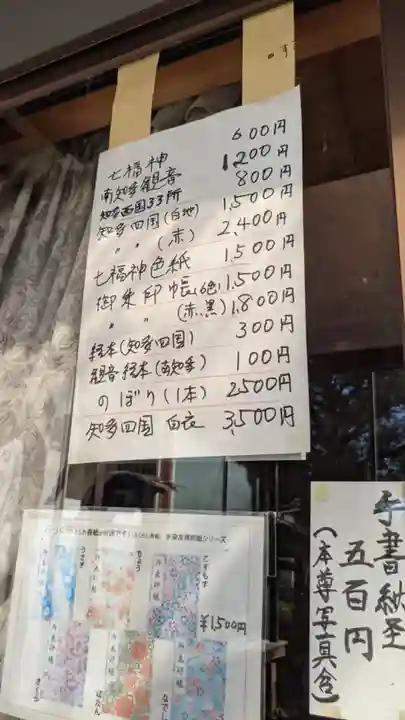 七福神 600円
南知多観音 1,200円
知多西国33所 800円
知多四国(白地) 1,500円
〃 〃 (赤) 2,400円
七福神色紙 1,500円
御朱印帳(6色) 1,500円
〃 〃 (赤、黒) 1,800円
経本(知多四国) 300円
観音経本(南知多) 100円
のぼり(1本) 2500円
知多四国 白衣 3,500円
手書納至
五百円
(本尊写真含)
¥1,500円